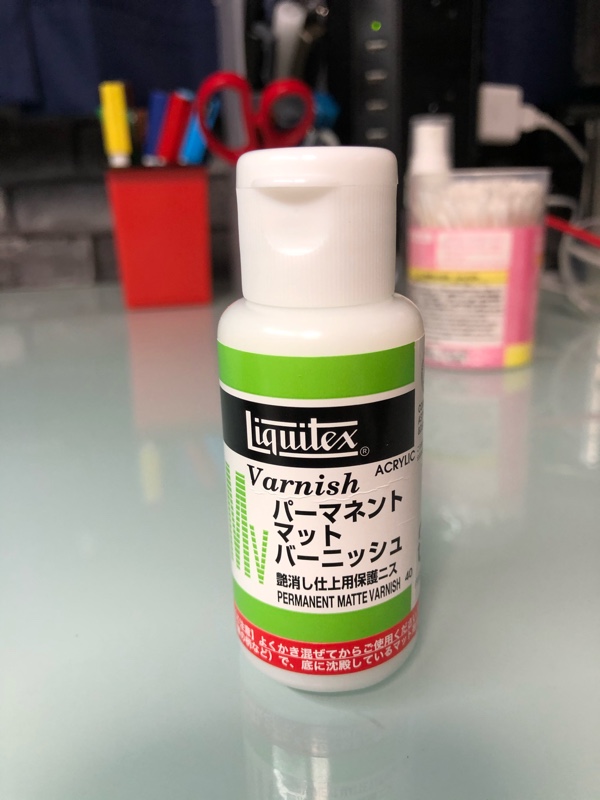 Liquitex®
ACRYLIC
Varnish
パーマネント
マット
バーニッシュ
艶消し仕上用保護ニス
PERMANENT MATTE VARNISH 40
よくかき混ぜてからご使用くださ
など）で、底に沈殿しているマット